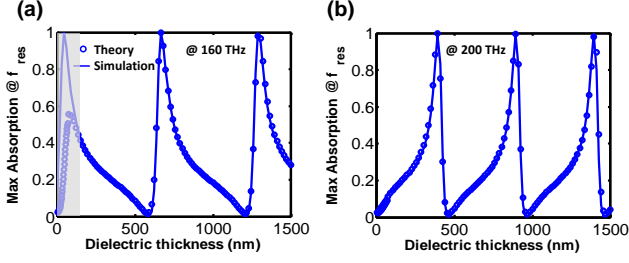 (a)
Max Absorption @ f res
1
0.8
0.6
0.4
0.2
0
@ 160 THz
Theory
Simulation
0
500
1000
1500
Dielectric thickness (nm)
(b)
Max Absorption @ f res
1
0.8
0.6
0.4
0.2
0
@ 200 THz
0
500
1000
1500
Dielectric thickness (nm)